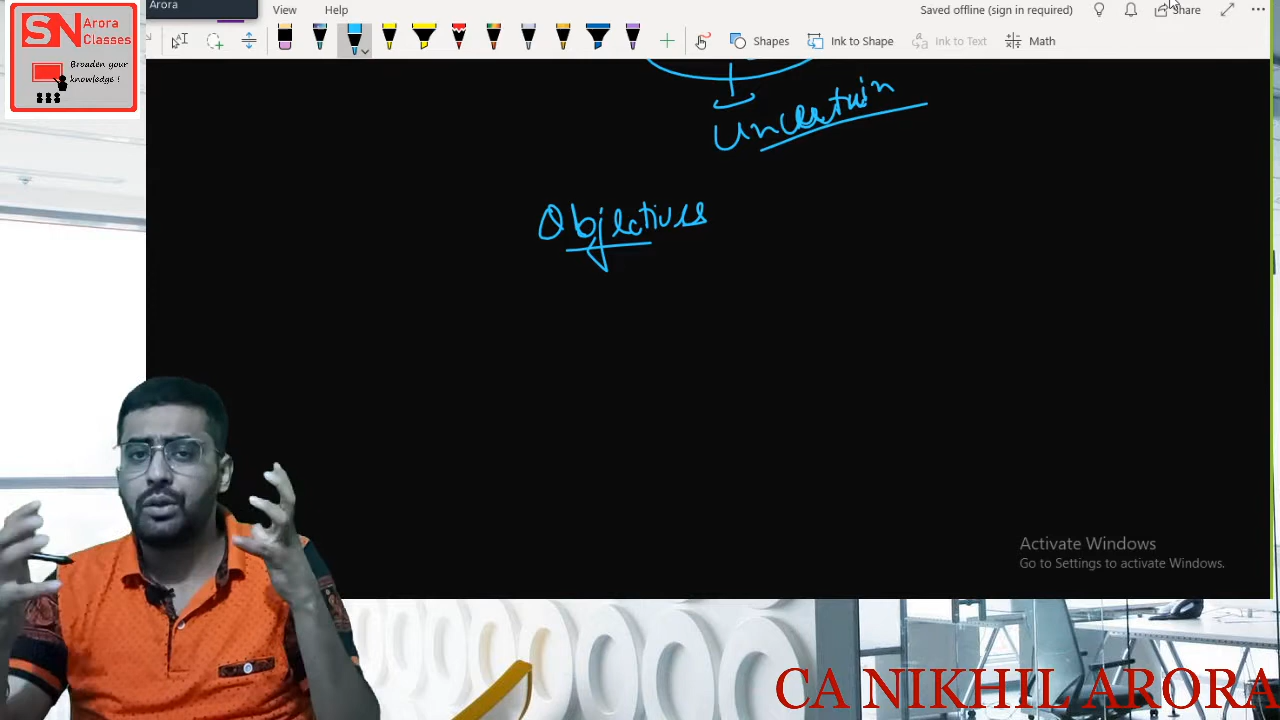 Arora
View Help
Saved offline (sign in required)
Share
SN
Arora
Classes
Broaden your
knowledge !
Shapes
Ink to Shape
Ink to Text
Math
Uncertain
Objectives
Activate Windows
Go to Settings to activate Windows.
CA NIKHIL ARORA